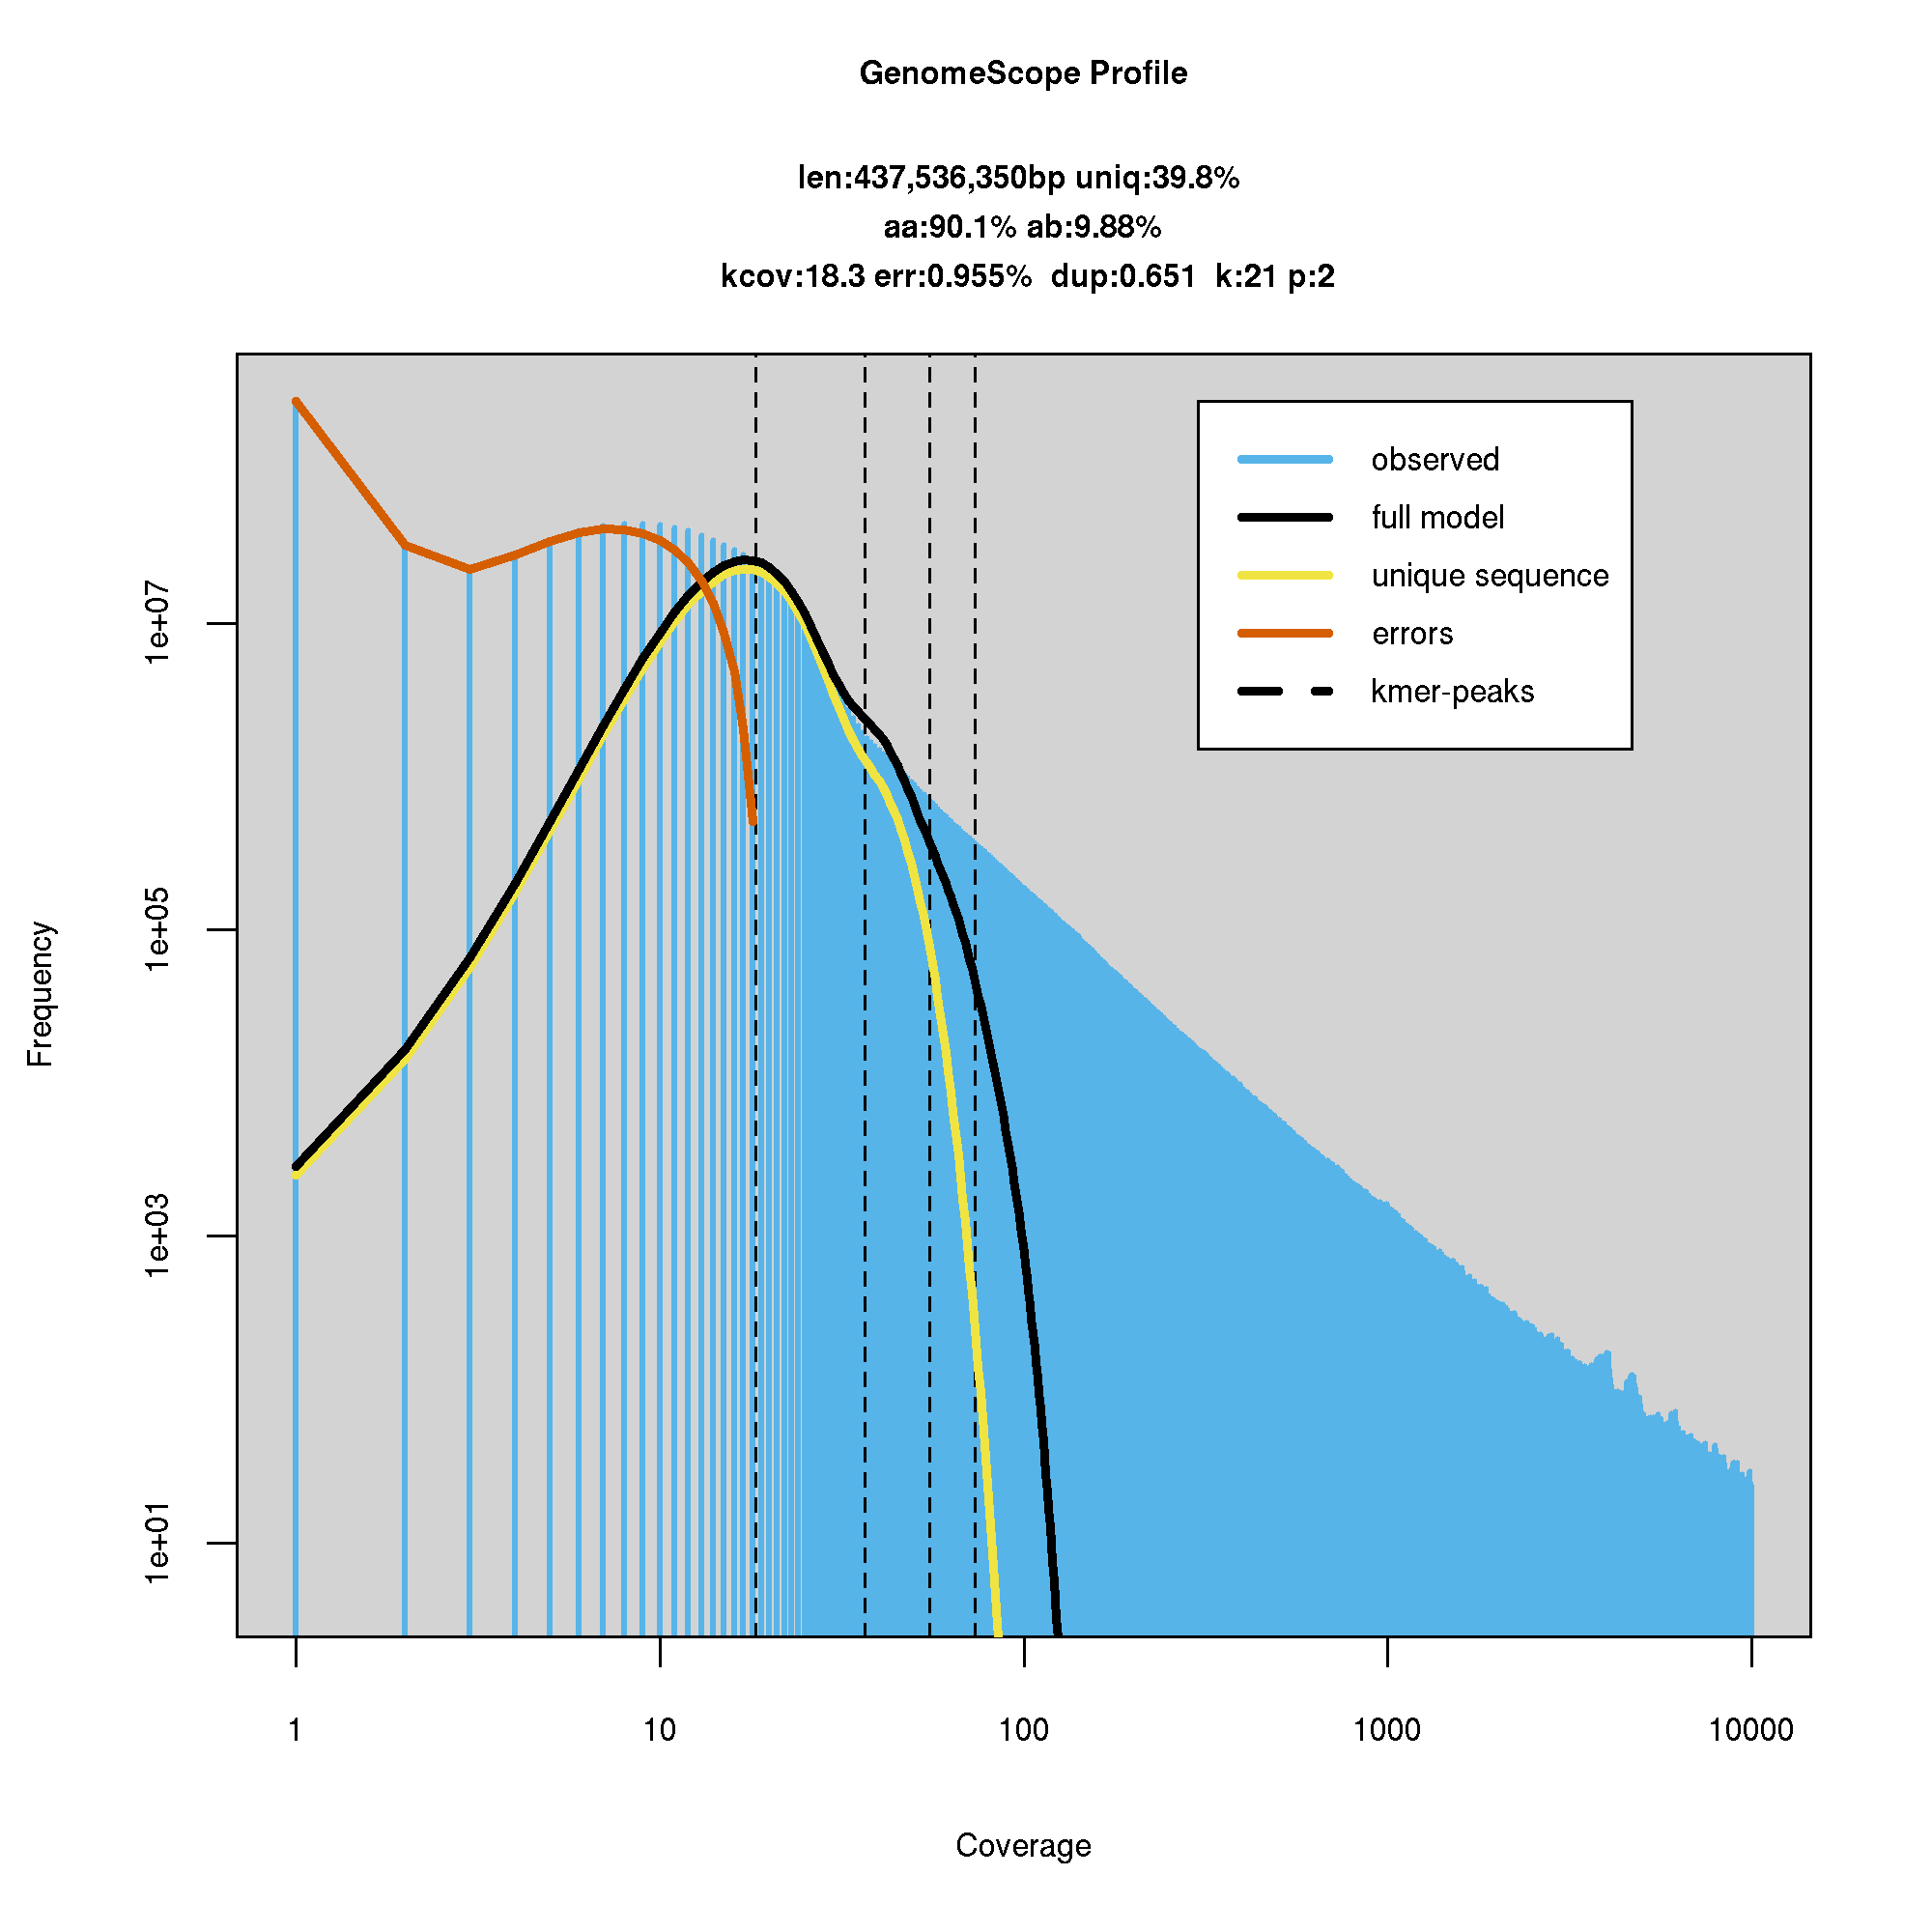 GenomeScope Profile
len:437,536,350bp uniq:39.8%
aa:90.1% ab:9.88%
kcov:18.3 err:0.955% dup:0.651 k:21 p:2
observed
full model
unique sequence
errors
kmer-peaks
Frequency
1e+07
1e+05
1e+03
1e+01
1 10 100 1000 10000
Coverage